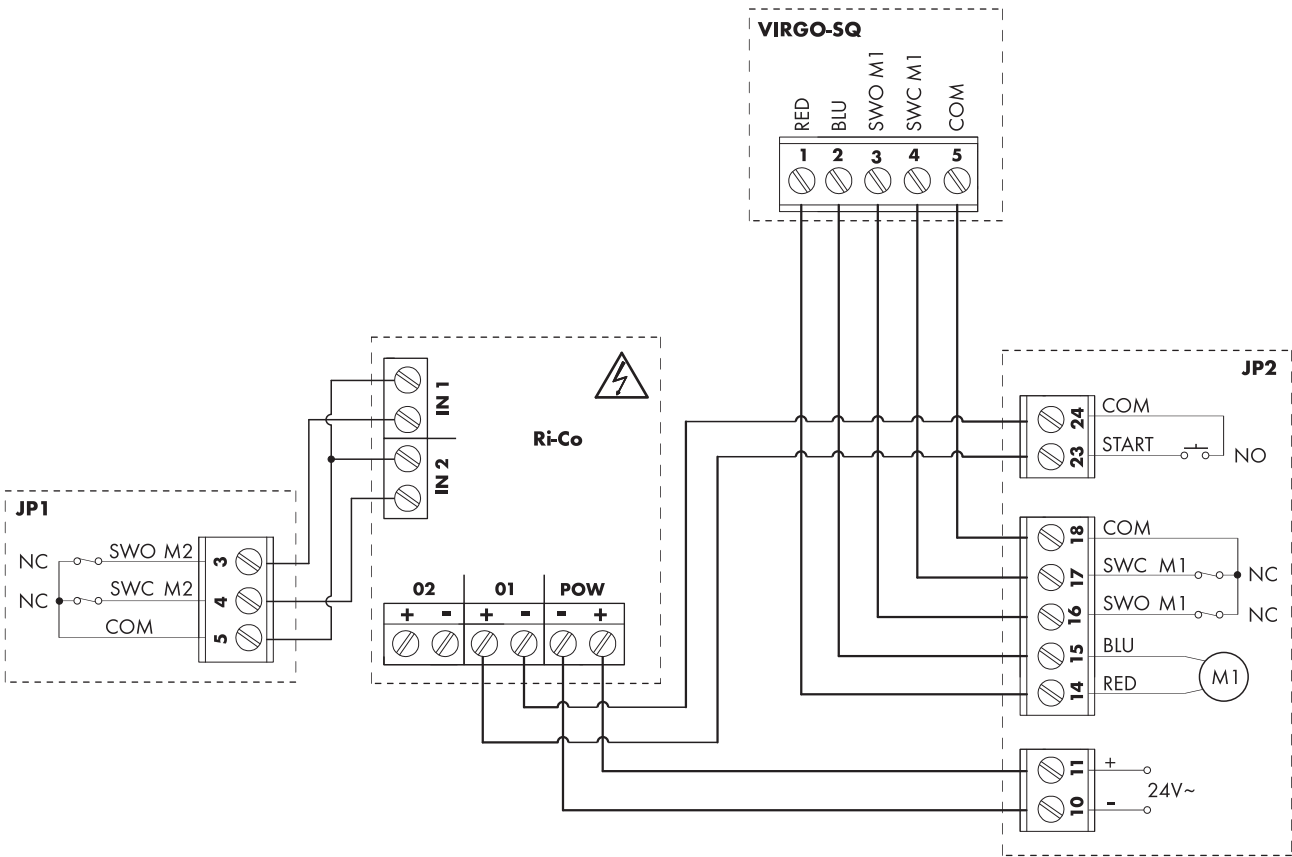 VIRGO-SQ
RED
BLU
SWO M1
SWC M1
COM
1 2 3 4 5
JP2
24 COM
23 START
NO
18 COM
17 SWC M1 NC
16 SWO M1 NC
15 BLU
14 RED
M1
11 +
24V~
10 -
IN 1
IN 2
Ri-Co
02 01 POW
+ - + - - +
JP1
NC SWO M2 3
NC SWC M2 4
COM 5